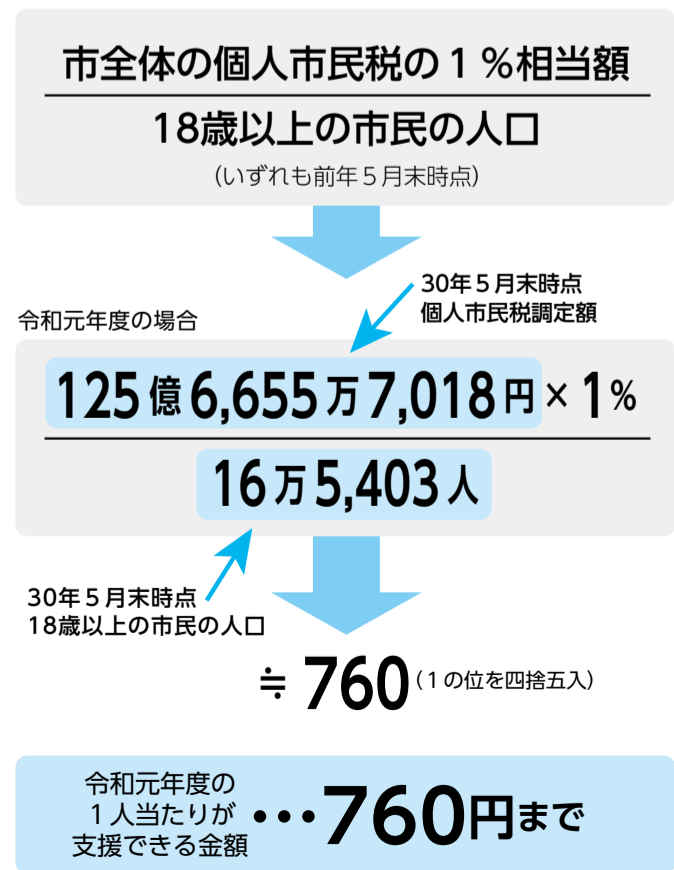 市全体の個人市民税の１％相当額
18歳以上の市民の人口
（いずれも前年５月末時点）
30年５月末時点
個人市民税調定額
令和元年度の場合
125億6,655万7,018円×1％
16万5,403人
30年５月末時点
18歳以上の市民の人口
≒760（１の位を四捨五入）
令和元年度の
１人当たりが
支援できる金額
…760円まで